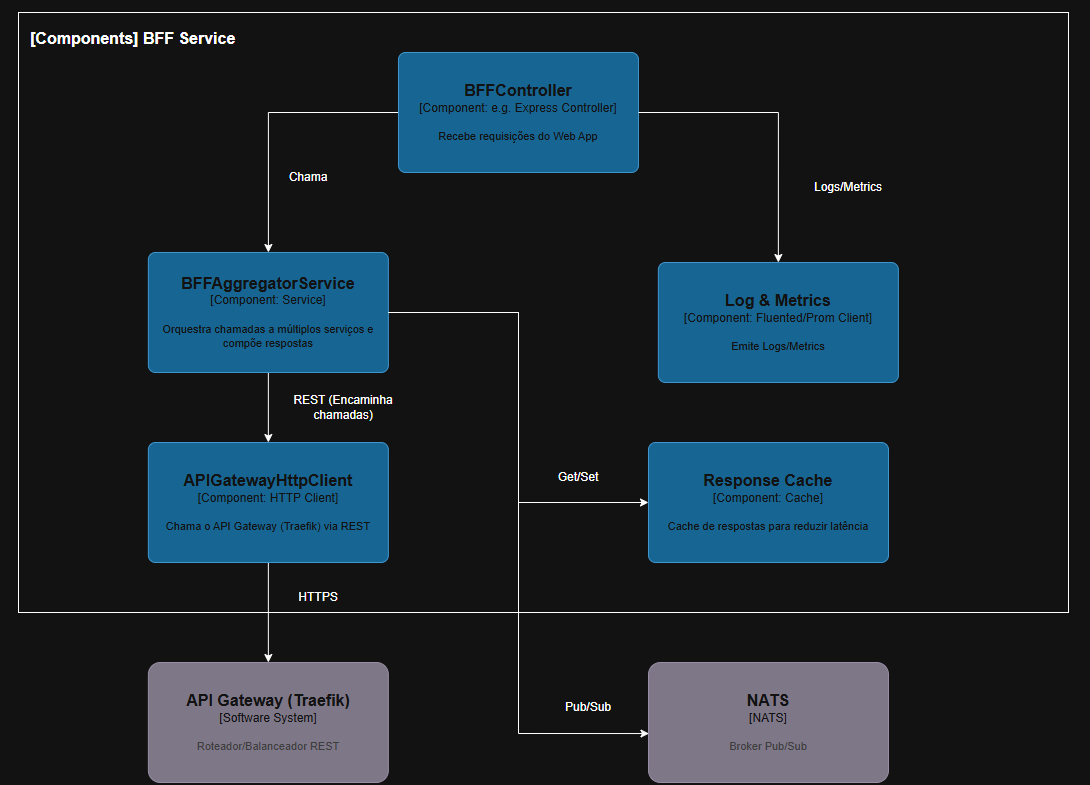 [Components] BFF Service
BFFController
[Component: e.g. Express Controller]
Recebe requisições do Web App
Chama
Logs/Metrics
BFFAggregatorService
[Component: Service]
Orquestra chamadas a múltiplos serviços e
compõe respostas
Log & Metrics
[Component: Fluented/Prom Client]
Emite Logs/Metrics
REST (Encaminha
chamadas)
APIGatewayHttpClient
[Component: HTTP Client]
Chama o API Gateway (Traefik) via REST
Get/Set
Response Cache
[Component: Cache]
Cache de respostas para reduzir latência
HTTPS
API Gateway (Traefik)
[Software System]
Roteador/Balanceador REST
Pub/Sub
NATS
[NATS]
Broker Pub/Sub